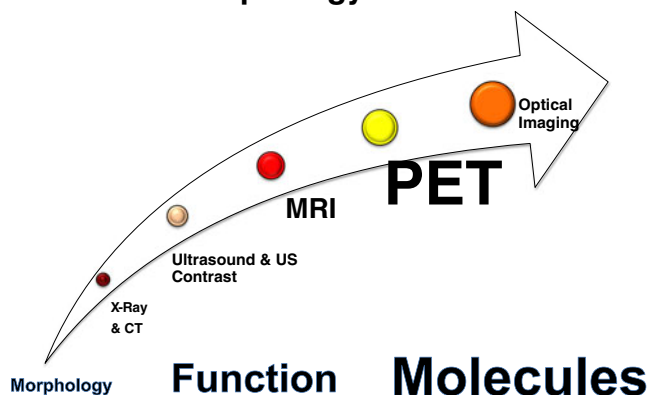 Optical
Imaging
PET
MRI
Ultrasound & US
Contrast
X-Ray
& CT
Morphology
Function
Molecules